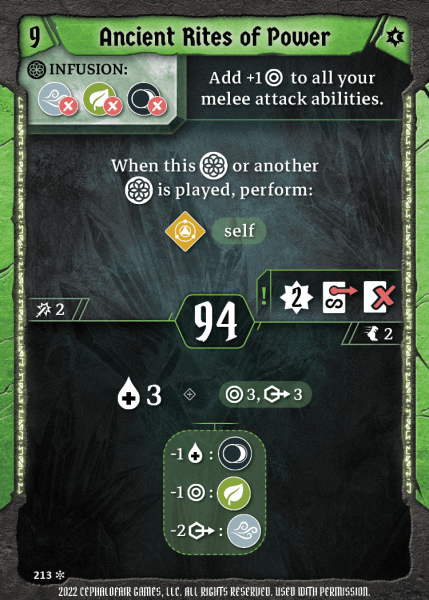 9 Ancient Rites of Power
INFUSION:
Add +1 to all your
melee attack abilities.
When this or another
is played, perform:
self
2
! 2
94
2
3
3, 3
-1 :
-1 :
-2 :
213
2022 CEPHALOFAIR GAMES, LLC. ALL RIGHTS RESERVED. USED WITH PERMISSION.